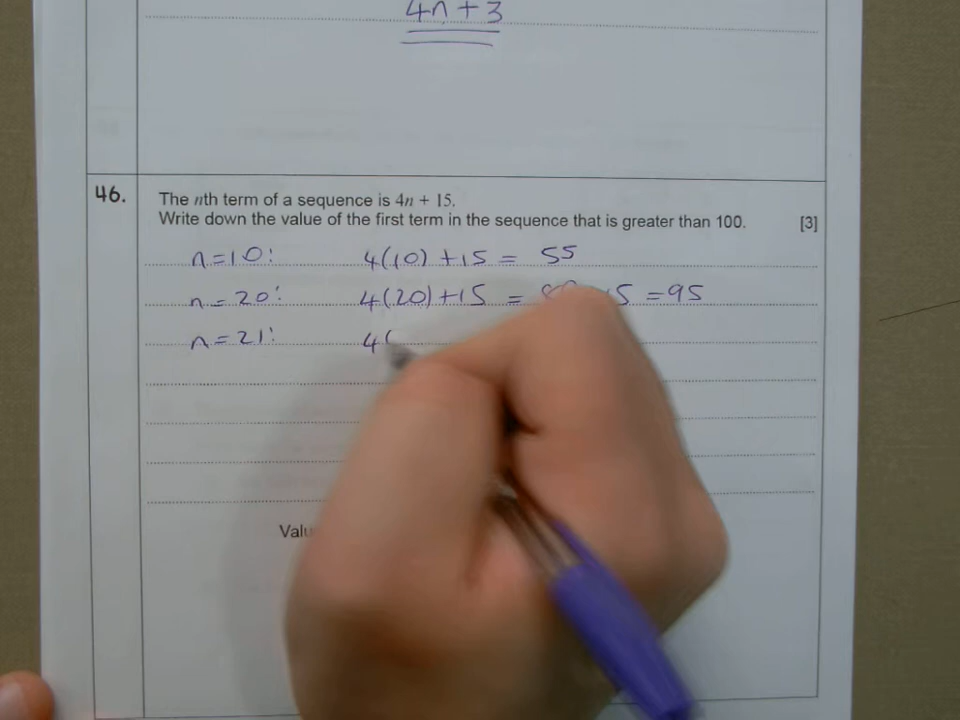 4n + 3
46.
The nth term of a sequence is 4n + 15.
Write down the value of the first term in the sequence that is greater than 100. [3]
n=10: 4(10) +15 = 55
n=20: 4(20)+15 = =95
n=21: 4(